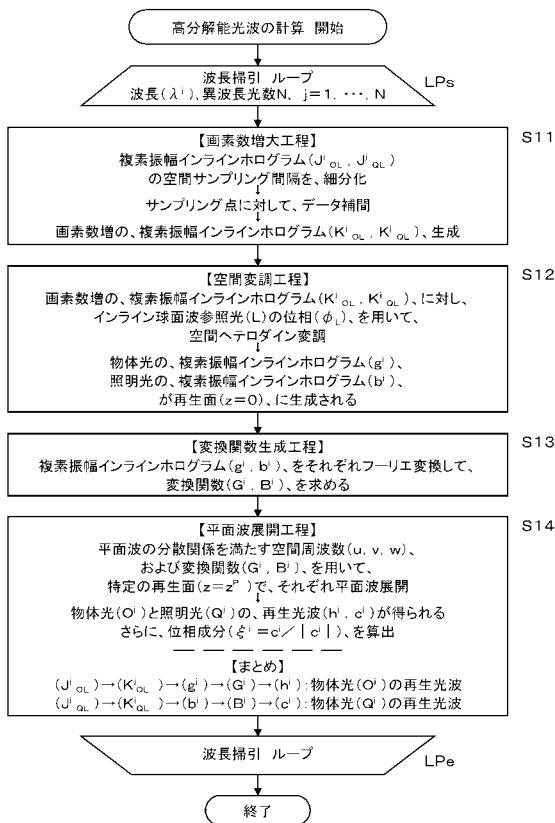 高分解能光波の計算 開始
波長掃引 ループ
波長(λʲ)、異波長光数N、 j=1、・・・、N
LPs
S11
【画素数増大工程】
複素振幅インラインホログラム(Jʲ_OL , Jʲ_QL)
の空間サンプリング間隔を、細分化
↓
サンプリング点に対して、データ補間
↓
画素数増の、複素振幅インラインホログラム(Kʲ_OL , Kʲ_QL)、生成
S12
【空間変調工程】
画素数増の、複素振幅インラインホログラム(Kʲ_OL , Kʲ_QL)、に対し、
インライン球面波参照光(L)の位相(φ_L)、を用いて、
空間ヘテロダイン変調
↓
物体光の、複素振幅インラインホログラム(gʲ)、
照明光の、複素振幅インラインホログラム(bʲ)、
が再生面(z=0)、に生成される
S13
【変換関数生成工程】
複素振幅インラインホログラム(gʲ , bʲ)、をそれぞれフーリエ変換して、
変換関数(Gʲ , Bʲ)、を求める
S14
【平面波展開工程】
平面波の分散関係を満たす空間周波数(u, v, w)、
および変換関数(Gʲ , Bʲ)、を用いて、
特定の再生面(z=zᴾ)で、それぞれ平面波展開
↓
物体光(Oʲ)と照明光(Qʲ)の、再生光波(hʲ , cʲ)が得られる
さらに、位相成分(ξʲ=cʲ/|cʲ|)、を算出
【まとめ】
(Jʲ_OL)→(Kʲ_OL)→(gʲ)→(Gʲ)→(hʲ):物体光(Oʲ)の再生光波
(Jʲ_QL)→(Kʲ_QL)→(bʲ)→(Bʲ)→(cʲ):物体光(Qʲ)の再生光波
波長掃引 ループ
LPe
終了